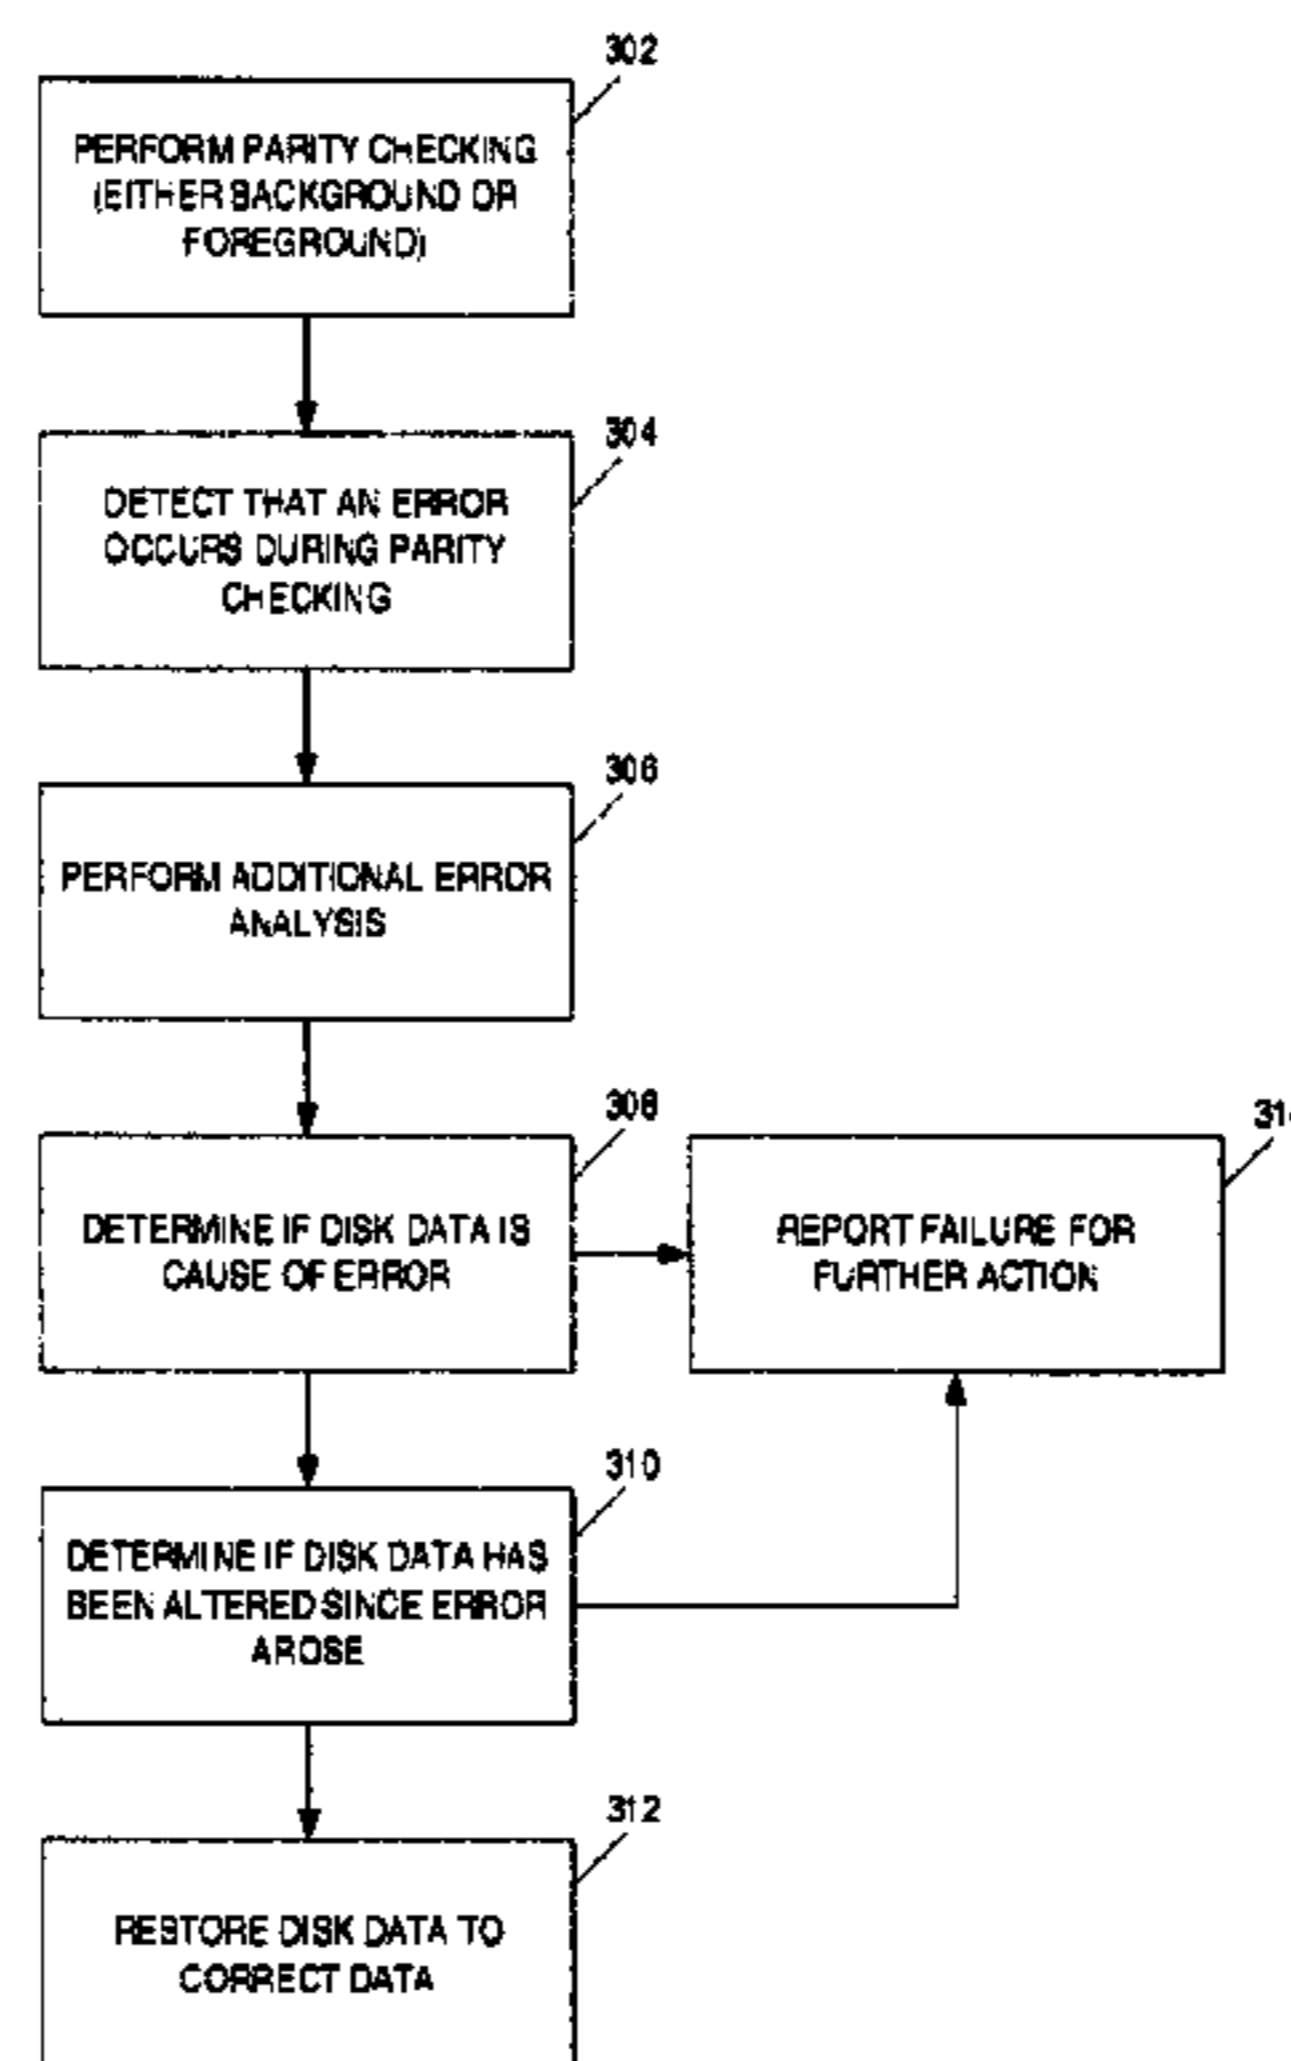 302
PERFORM PARITY CHECKING
(EITHER BACKGROUND OR
FOREGROUND)
304
DETECT THAT AN ERROR
OCCURS DURING PARITY
CHECKING
306
PERFORM ADDITIONAL ERROR
ANALYSIS
308
DETERMINE IF DISK DATA IS
CAUSE OF ERROR
REPORT FAILURE FOR
FURTHER ACTION
310
DETERMINE IF DISK DATA HAS
BEEN ALTERED SINCE ERROR
AROSE
312
RESTORE DISK DATA TO
CORRECT DATA